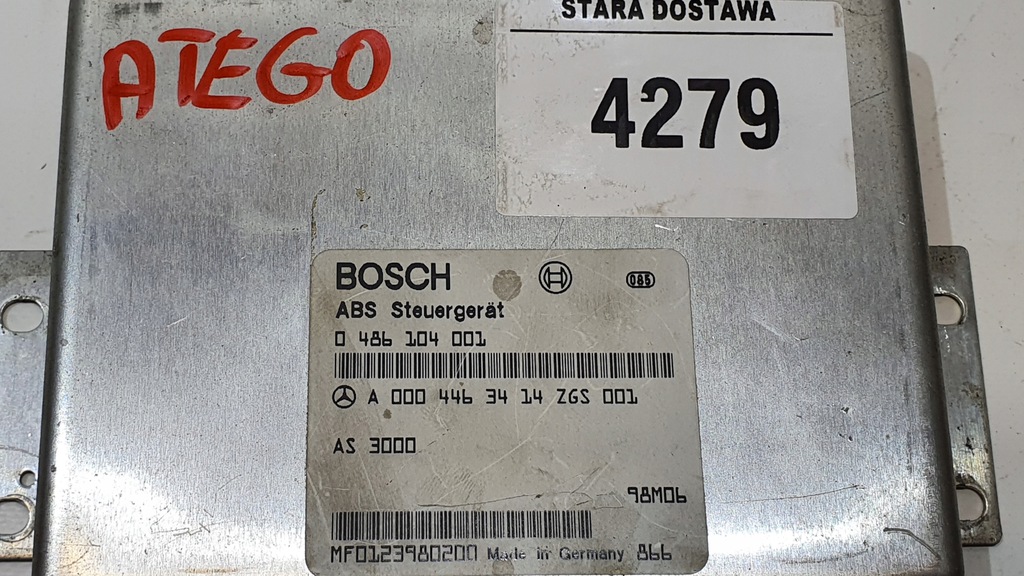 ATEGO
STARA DOSTAWA
4279
BOSCH
085
ABS Steuergerät
0 486 104 001
A 000 446 34 14 ZGS 001
AS 3000
98M06
MF0123980200 Made in Germany 866